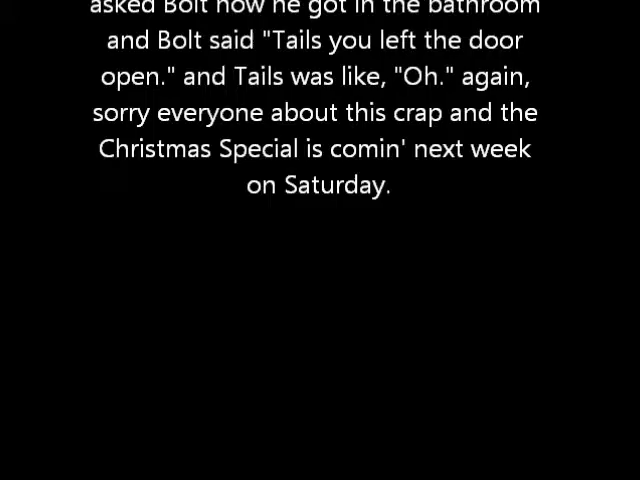 asked Bolt how he got in the bathroom
and Bolt said "Tails you left the door
open." and Tails was like, "Oh." again,
sorry everyone about this crap and the
Christmas Special is comin' next week
on Saturday.